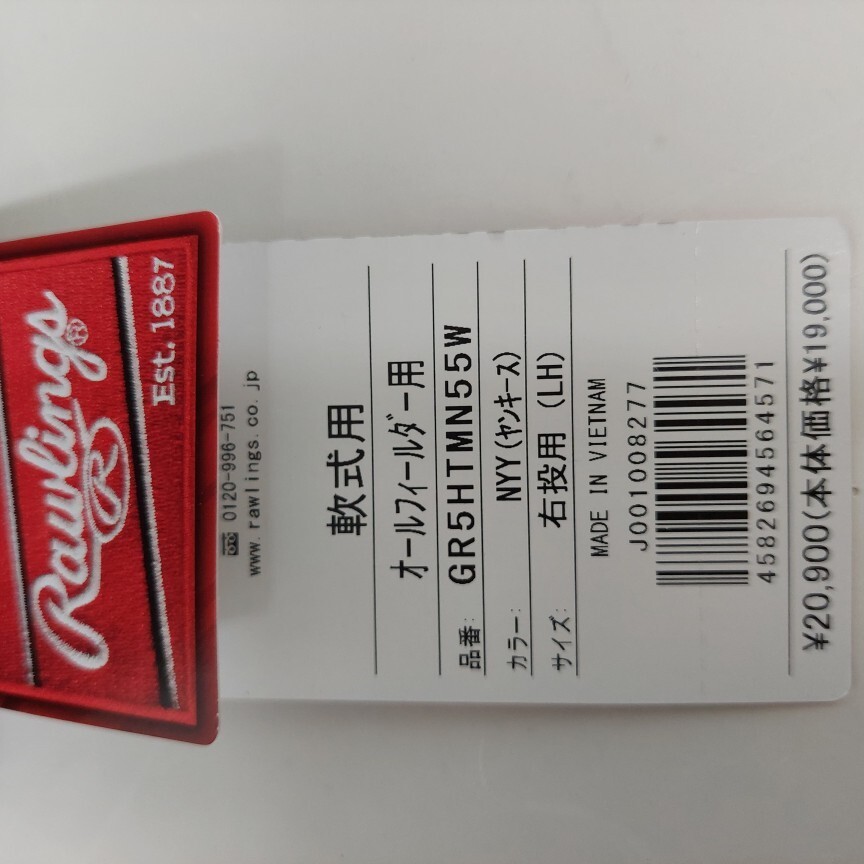 Rawlings®
R
Est. 1887
0120-996-751
www.rawlings.co.jp
軟式用
オールフィールダー用
品番: GR5HTMN55W
カラー: NYY(ヤンキース)
サイズ: 右投用 (LH)
MADE IN VIETNAM
J001008277
4582694564571
¥20,900(本体価格¥19,000)